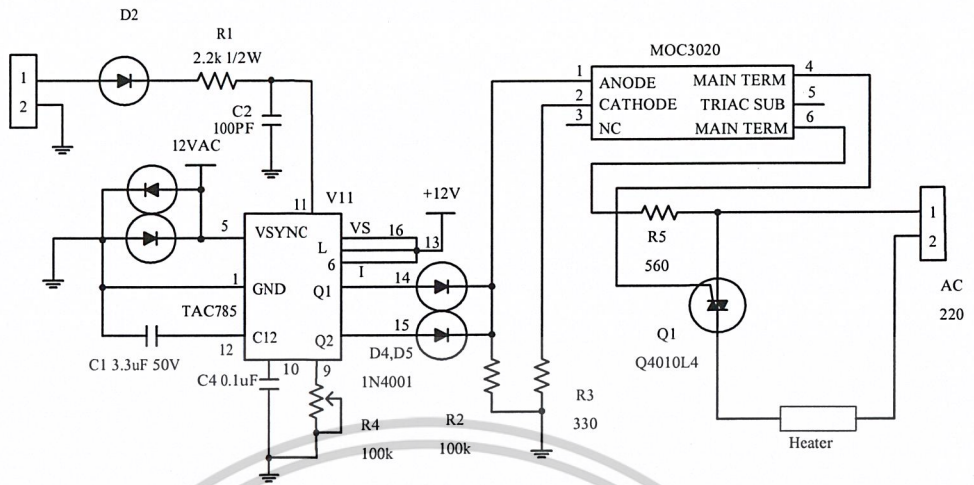 D2
R1
2.2k 1/2W
MOC3020
1
2
C2
100PF
12VAC
1
2
3
ANODE
CATHODE
NC
MAIN TERM
TRIAC SUB
MAIN TERM
4
5
6
11
V11
+12V
5
VSYNC
VS
16
L
13
6
I
1
GND
Q1
14
TAC785
C12
12
Q2
15
C1 3.3uF 50V
D4,D5
1N4001
C4 0.1uF
10
9
R4
100k
R2
100k
R3
330
R5
560
1
2
AC
220
Q1
Q4010L4
Heater